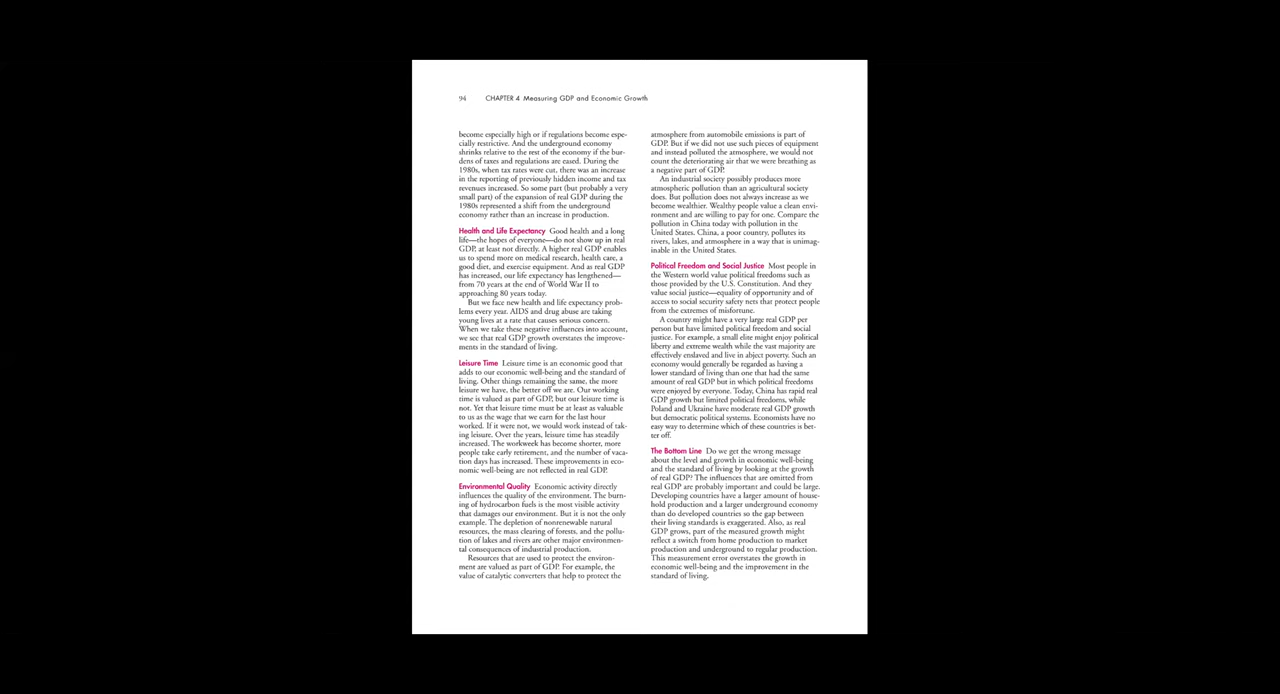 94 CHAPTER 4 Measuring GDP and Economic Growth
become especially high or if regulations become espe-
cially restrictive. And the underground economy
shrinks relative to the rest of the economy if the bur-
dens of taxes and regulations are eased. During the
1980s, when tax rates were cut, there was an increase
in the reporting of previously hidden income and tax
revenues increased. So some part (but probably a very
small part) of the expansion of real GDP during the
1980s represented a shift from the underground
economy rather than an increase in production.
Health and Life Expectancy Good health and a long
life—the hopes of everyone—do not show up in real
GDP, at least not directly. A higher real GDP enables
us to spend more on medical research, health care, a
good diet, and exercise equipment. And as real GDP
has increased, our life expectancy has lengthened—
from 70 years at the end of World War II to
approaching 80 years today.
But we face new health and life expectancy prob-
lems every year. AIDS and drug abuse are taking
young lives at a rate that causes serious concern.
When we take these negative influences into account,
we see that real GDP growth overstates the improve-
ments in the standard of living.
Leisure Time Leisure time is an economic good that
adds to our economic well-being and the standard of
living. Other things remaining the same, the more
leisure we have, the better off we are. Our working
time is valued as part of GDP, but our leisure time is
not. Yet that leisure time must be at least as valuable
to us as the wage that we earn for the last hour
worked. If it were not, we would work instead of tak-
ing leisure. Over the years, leisure time has steadily
increased. The workweek has become shorter, more
people take early retirement, and the number of vaca-
tion days has increased. These improvements in eco-
nomic well-being are not reflected in real GDP.
Environmental Quality Economic activity directly
influences the quality of the environment. The burn-
ing of hydrocarbon fuels is the most visible activity
that damages our environment. But it is not the only
example. The depletion of nonrenewable natural
resources, the mass clearing of forests, and the pollu-
tion of lakes and rivers are other major environmen-
tal consequences of industrial production.
Resources that are used to protect the environ-
ment are valued as part of GDP. For example, the
value of catalytic converters that help to protect the
atmosphere from automobile emissions is part of
GDP. But if we did not use such pieces of equipment
and instead polluted the atmosphere, we would not
count the deteriorating air that we were breathing as
a negative part of GDP.
An industrial society possibly produces more
atmospheric pollution than an agricultural society
does. But pollution does not always increase as we
become wealthier. Wealthy people value a clean envi-
ronment and are willing to pay for one. Compare the
pollution in China today with pollution in the
United States. China, a poor country, pollutes its
rivers, lakes, and atmosphere in a way that is unimag-
inable in the United States.
Political Freedom and Social Justice Most people in
the Western world value political freedoms such as
those provided by the U.S. Constitution. And they
value social justice—equality of opportunity and of
access to social security safety nets that protect people
from the extremes of misfortune.
A country might have a very large real GDP per
person but have limited political freedom and social
justice. For example, a small elite might enjoy political
liberty and extreme wealth while the vast majority are
effectively enslaved and live in abject poverty. Such an
economy would generally be regarded as having a
lower standard of living than one that had the same
amount of real GDP but in which political freedoms
were enjoyed by everyone. Today, China has rapid real
GDP growth but limited political freedoms, while
Poland and Ukraine have moderate real GDP growth
but democratic political systems. Economists have no
easy way to determine which of these countries is bet-
ter off.
The Bottom Line Do we get the wrong message
about the level and growth in economic well-being
and the standard of living by looking at the growth
of real GDP? The influences that are omitted from
real GDP are probably important and could be large.
Developing countries have a larger amount of house-
hold production and a larger underground economy
than do developed countries so the gap between
their living standards is exaggerated. Also, as real
GDP grows, part of the measured growth might
reflect a switch from home production to market
production and underground to regular production.
This measurement error overstates the growth in
economic well-being and the improvement in the
standard of living.